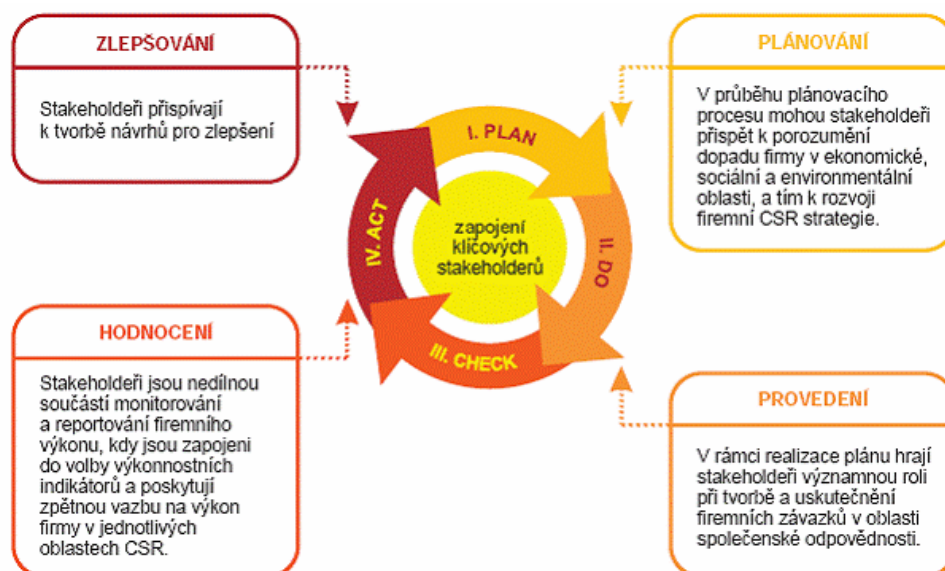 ZLEPŠOVÁNÍ
Stakeholdeři přispívají
k tvorbě návrhů pro zlepšení
PLÁNOVÁNÍ
V průběhu plánovacího
procesu mohou stakeholdeři
přispět k porozumění
dopadu firmy v ekonomické,
sociální a environmentální
oblasti, a tím k rozvoji
firemní CSR strategie.
I. PLAN
II. DO
III. CHECK
IV. ACT
zapojení
klíčových
stakeholderů
HODNOCENÍ
Stakeholdeři jsou nedílnou
součástí monitorování
a reportování firemního
výkonu, kdy jsou zapojeni
do volby výkonnostních
indikátorů a poskytují
zpětnou vazbu na výkon
firmy v jednotlivých
oblastech CSR.
PROVEDENÍ
V rámci realizace plánu hrají
stakeholdeři významnou roli
při tvorbě a uskutečnění
firemních závazků v oblasti
společenské odpovědnosti.